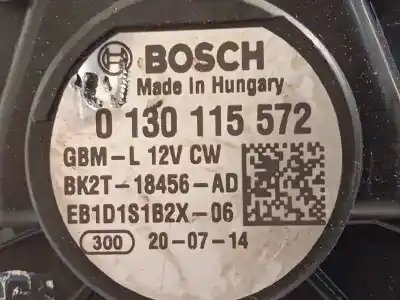 BOSCH
Made In Hungary
0 130 115 572
GBM-L 12V CW
BK2T-18456-AD
EB1D1S1B2X-06
300 20-07-14